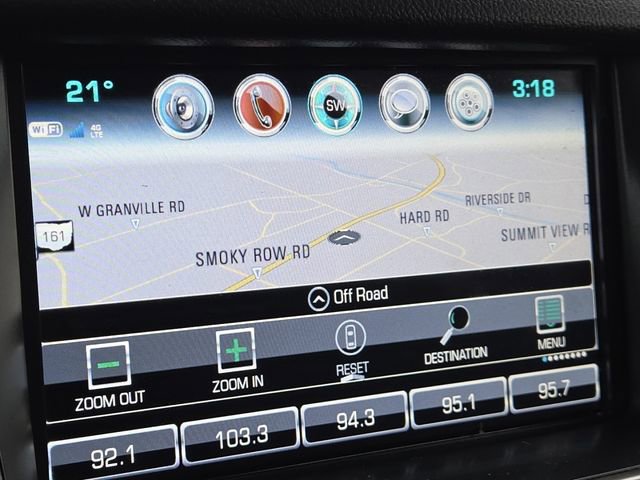 21° SW 3:18
WiFi 4G LTE
W GRANVILLE RD
RIVERSIDE DR
HARD RD
161
SUMMIT VIEW R
SMOKY ROW RD
Off Road
ZOOM OUT ZOOM IN RESET DESTINATION MENU
92.1 103.3 94.3 95.1 95.7